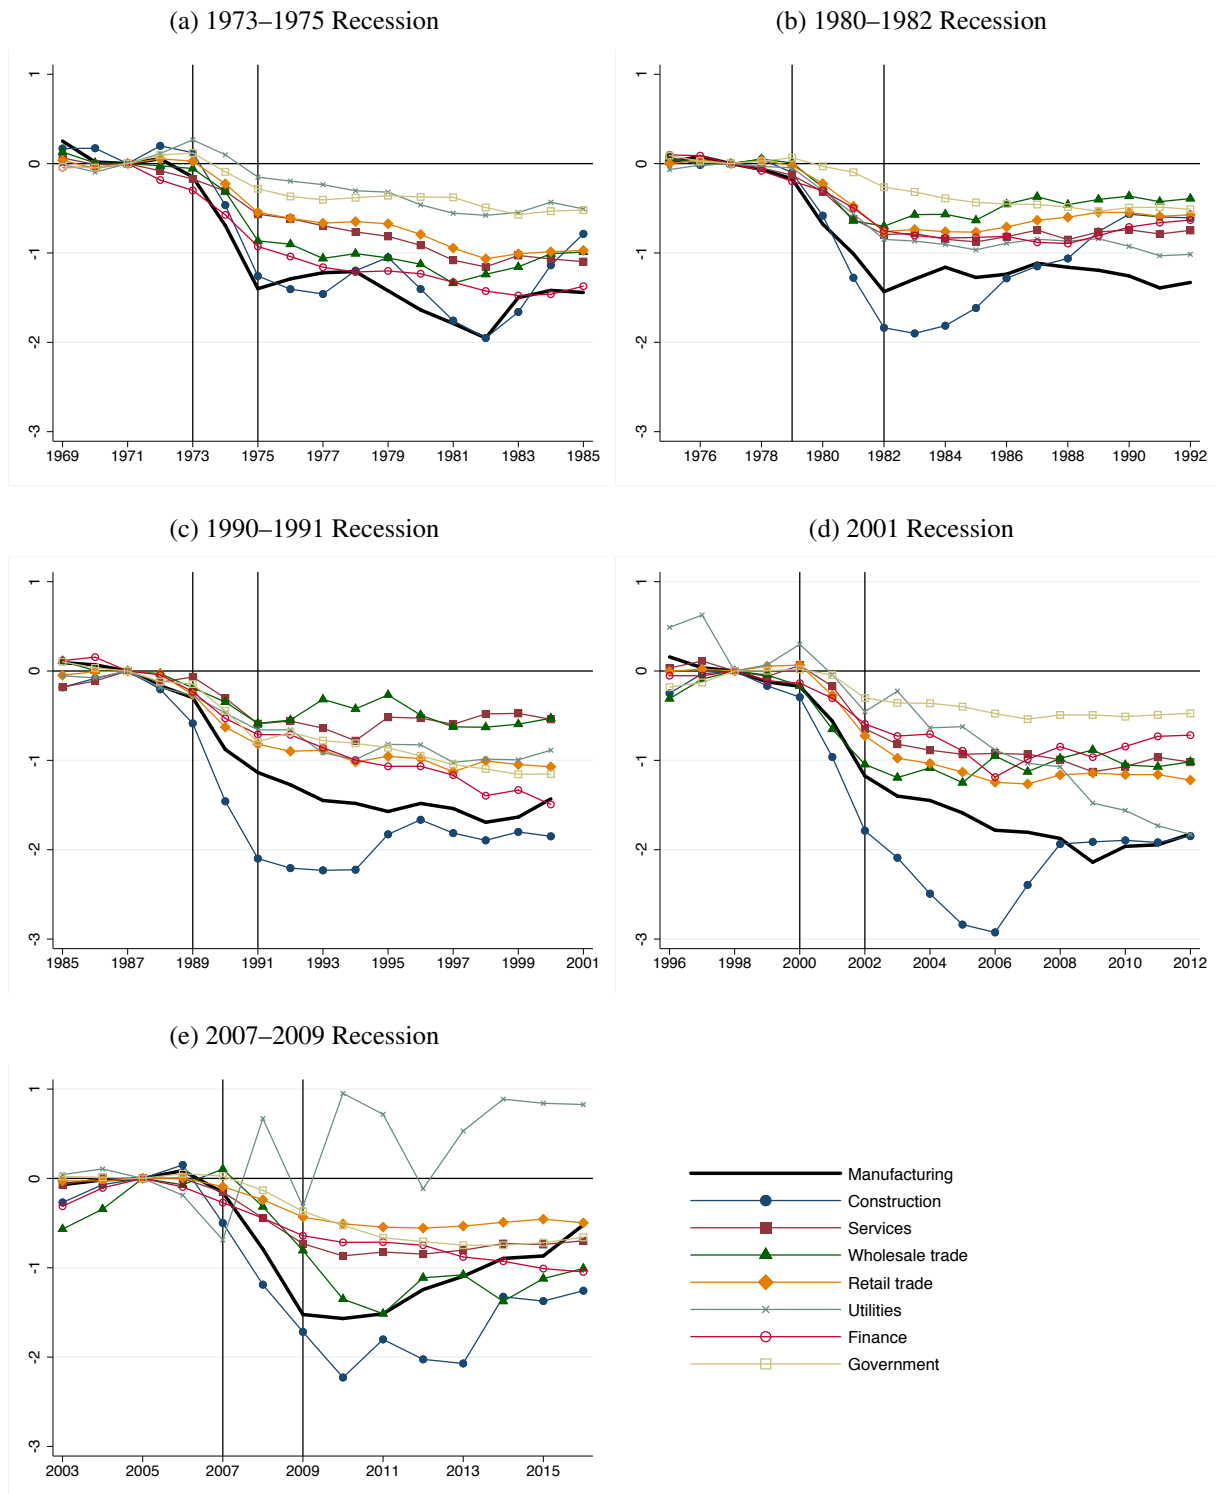 (a) 1973–1975 Recession
1
0
-1
-2
-3
1969 1971 1973 1975 1977 1979 1981 1983 1985
(b) 1980–1982 Recession
1
0
-1
-2
-3
1976 1978 1980 1982 1984 1986 1988 1990 1992
(c) 1990–1991 Recession
1
0
-1
-2
-3
1985 1987 1989 1991 1993 1995 1997 1999 2001
(d) 2001 Recession
1
0
-1
-2
-3
1996 1998 2000 2002 2004 2006 2008 2010 2012
(e) 2007–2009 Recession
1
0
-1
-2
-3
2003 2005 2007 2009 2011 2013 2015
Manufacturing
Construction
Services
Wholesale trade
Retail trade
Utilities
Finance
Government